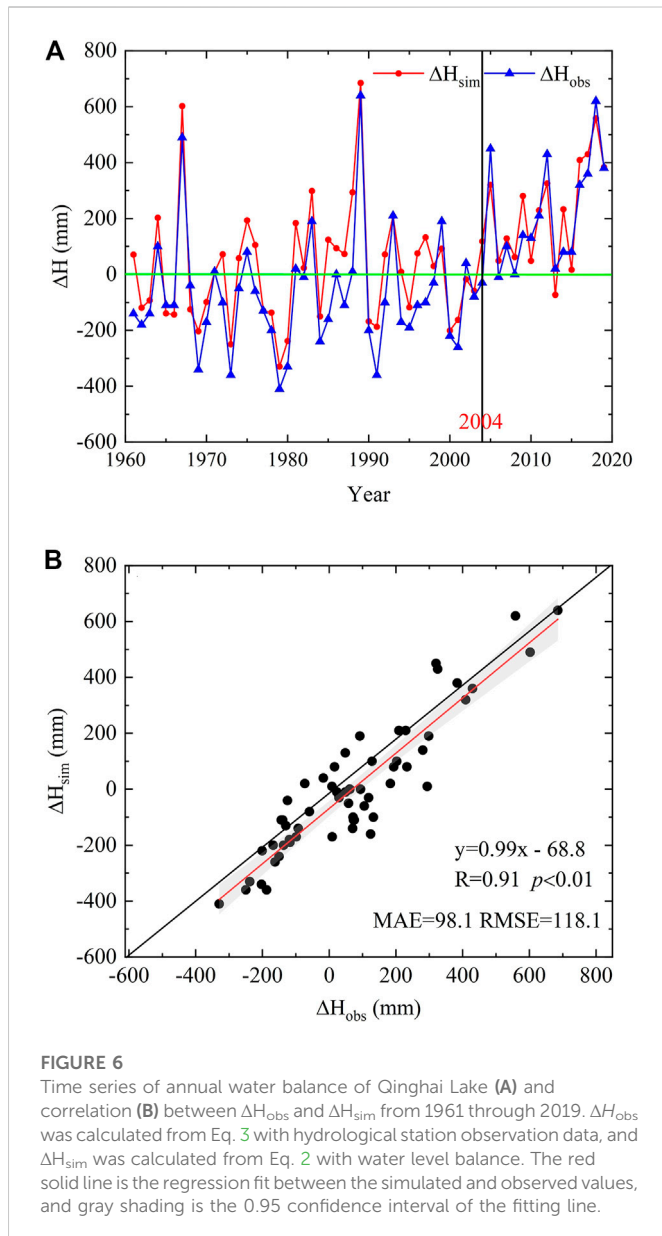 A
ΔHsim ΔHobs
800
600
400
200
0
-200
-400
-600
ΔH (mm)
2004
1960 1970 1980 1990 2000 2010 2020
Year
B
800
600
400
200
0
-200
-400
-600
ΔHsim (mm)
y=0.99x - 68.8
R=0.91 p<0.01
MAE=98.1 RMSE=118.1
-600 -400 -200 0 200 400 600 800
ΔHobs (mm)
FIGURE 6
Time series of annual water balance of Qinghai Lake (A) and
correlation (B) between ΔHobs and ΔHsim from 1961 through 2019. ΔHobs
was calculated from Eq. 3 with hydrological station observation data, and
ΔHsim was calculated from Eq. 2 with water level balance. The red
solid line is the regression fit between the simulated and observed values,
and gray shading is the 0.95 confidence interval of the fitting line.